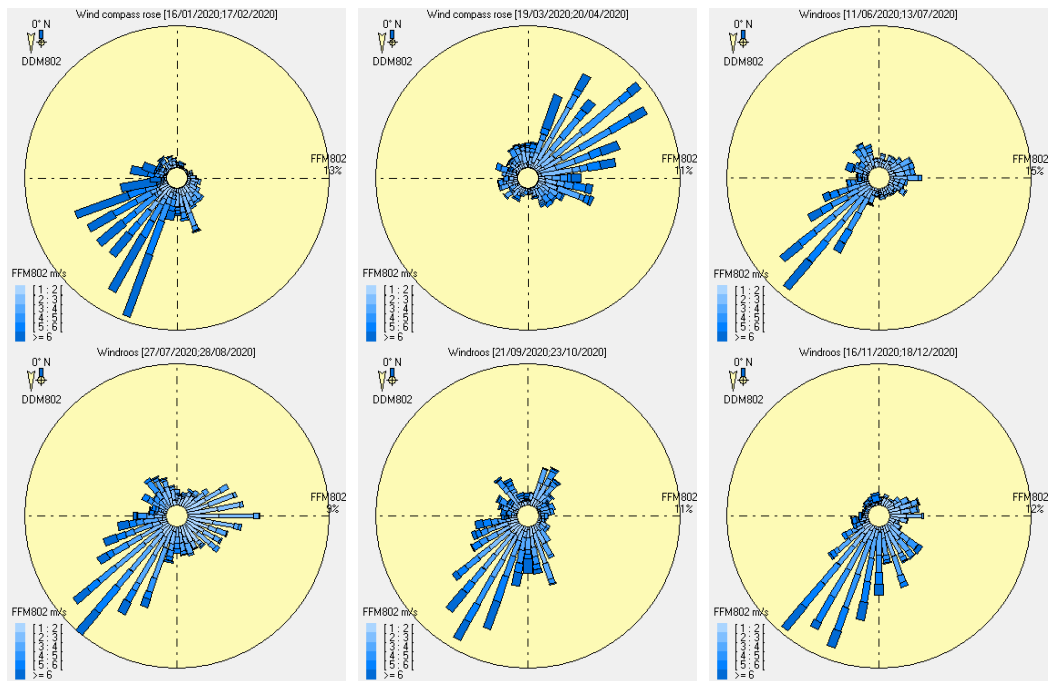 Wind compass rose [16/01/2020;17/02/2020]
0° N
DDM802
FFM802
13%
FFM802 m/s
[ 1 : 2 [
[ 2 : 3 [
[ 3 : 4 [
[ 4 : 5 [
[ 5 : 6 [
>= 6
Wind compass rose [19/03/2020;20/04/2020]
0° N
DDM802
FFM802
11%
FFM802 m/s
[ 1 : 2 [
[ 2 : 3 [
[ 3 : 4 [
[ 4 : 5 [
[ 5 : 6 [
>= 6
Windroos [11/06/2020;13/07/2020]
0° N
DDM802
FFM802
15%
FFM802 m/s
[ 1 : 2 [
[ 2 : 3 [
[ 3 : 4 [
[ 4 : 5 [
[ 5 : 6 [
>= 6
Windroos [27/07/2020;28/08/2020]
0° N
DDM802
FFM802
9%
FFM802 m/s
[ 1 : 2 [
[ 2 : 3 [
[ 3 : 4 [
[ 4 : 5 [
[ 5 : 6 [
>= 6
Windroos [21/09/2020;23/10/2020]
0° N
DDM802
FFM802
11%
FFM802 m/s
[ 1 : 2 [
[ 2 : 3 [
[ 3 : 4 [
[ 4 : 5 [
[ 5 : 6 [
>= 6
Windroos [16/11/2020;18/12/2020]
0° N
DDM802
FFM802
12%
FFM802 m/s
[ 1 : 2 [
[ 2 : 3 [
[ 3 : 4 [
[ 4 : 5 [
[ 5 : 6 [
>= 6